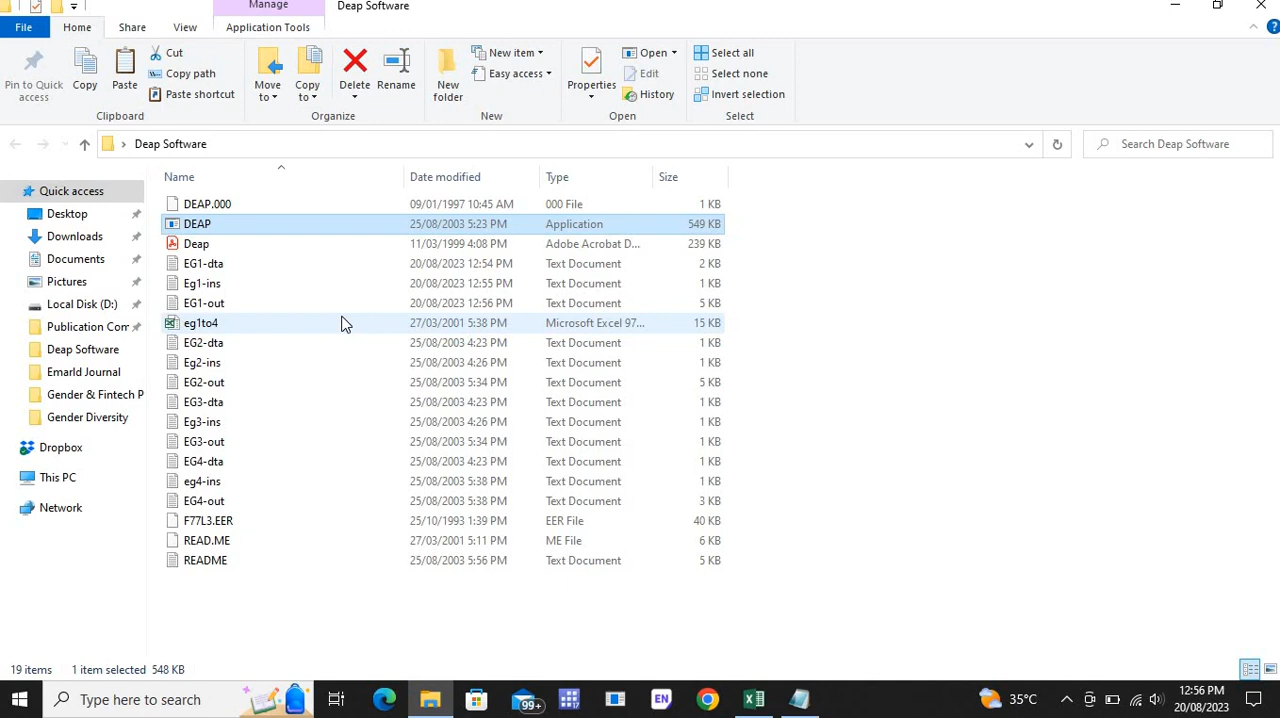 Manage
Deap Software
File
Home
Share
View
Application Tools
Pin to Quick access
Copy
Paste
Cut
Copy path
Paste shortcut
Move to
Copy to
Delete
Rename
New folder
New item
Easy access
Properties
Open
Edit
History
Select all
Select none
Invert selection
Clipboard
Organize
New
Open
Select
Deap Software
Search Deap Software
Name Date modified Type Size
DEAP.000 09/01/1997 10:45 AM 000 File 1 KB
DEAP 25/08/2003 5:23 PM Application 549 KB
Deap 11/03/1999 4:08 PM Adobe Acrobat D... 239 KB
EG1-dta 20/08/2023 12:54 PM Text Document 2 KB
Eg1-ins 20/08/2023 12:55 PM Text Document 1 KB
EG1-out 20/08/2023 12:56 PM Text Document 5 KB
eg1to4 27/03/2001 5:38 PM Microsoft Excel 97... 15 KB
EG2-dta 25/08/2003 4:23 PM Text Document 1 KB
Eg2-ins 25/08/2003 4:26 PM Text Document 1 KB
EG2-out 25/08/2003 5:34 PM Text Document 5 KB
EG3-dta 25/08/2003 4:23 PM Text Document 1 KB
Eg3-ins 25/08/2003 4:26 PM Text Document 1 KB
EG3-out 25/08/2003 5:34 PM Text Document 5 KB
EG4-dta 25/08/2003 4:23 PM Text Document 1 KB
eg4-ins 25/08/2003 5:38 PM Text Document 1 KB
EG4-out 25/08/2003 5:38 PM Text Document 3 KB
F77L3.EER 25/10/1993 1:39 PM EER File 40 KB
READ.ME 27/03/2001 5:11 PM ME File 6 KB
README 25/08/2003 5:56 PM Text Document 5 KB
Quick access
Desktop
Downloads
Documents
Pictures
Local Disk (D:)
Publication Com
Deap Software
Emarld Journal
Gender & Fintech P
Gender Diversity
Dropbox
This PC
Network
19 items 1 item selected 548 KB
Type here to search
99+
17
EN
35°C
12:56 PM
20/08/2023